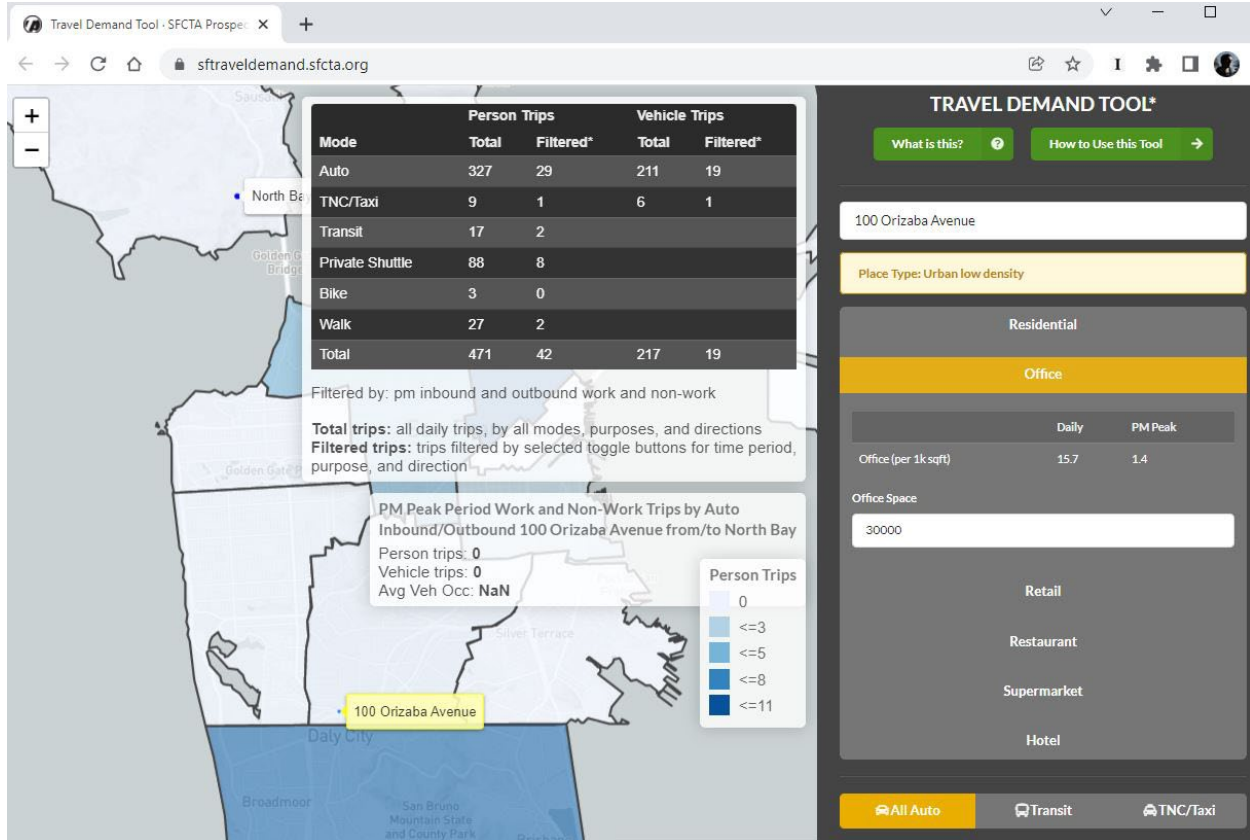 Travel Demand Tool - SFCTA Prospec
sftraveldemand.sfcta.org
+
−
Sausal
North Ba
Golden G
Bridge
Golden Gate P
Person Trips Vehicle Trips
Mode Total Filtered* Total Filtered*
Auto 327 29 211 19
TNC/Taxi 9 1 6 1
Transit 17 2
Private Shuttle 88 8
Bike 3 0
Walk 27 2
Total 471 42 217 19
Filtered by: pm inbound and outbound work and non-work
Total trips: all daily trips, by all modes, purposes, and directions
Filtered trips: trips filtered by selected toggle buttons for time period,
purpose, and direction
PM Peak Period Work and Non-Work Trips by Auto
Inbound/Outbound 100 Orizaba Avenue from/to North Bay
Person trips: 0
Vehicle trips: 0
Avg Veh Occ: NaN
Person Trips
0
<=3
<=5
<=8
<=11
Silver Terrace
100 Orizaba Avenue
Daly City
Broadmoor
San Bruno
Mountain State
and County Park
Brisban
TRAVEL DEMAND TOOL*
What is this? ?
How to Use this Tool →
100 Orizaba Avenue
Place Type: Urban low density
Residential
Office
Daily PM Peak
Office (per 1k sqft) 15.7 1.4
Office Space
30000
Retail
Restaurant
Supermarket
Hotel
All Auto
Transit
TNC/Taxi